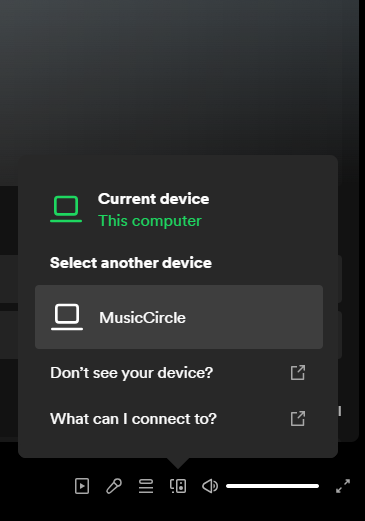 Current device
This computer
Select another device
MusicCircle
Don't see your device?
What can I connect to?